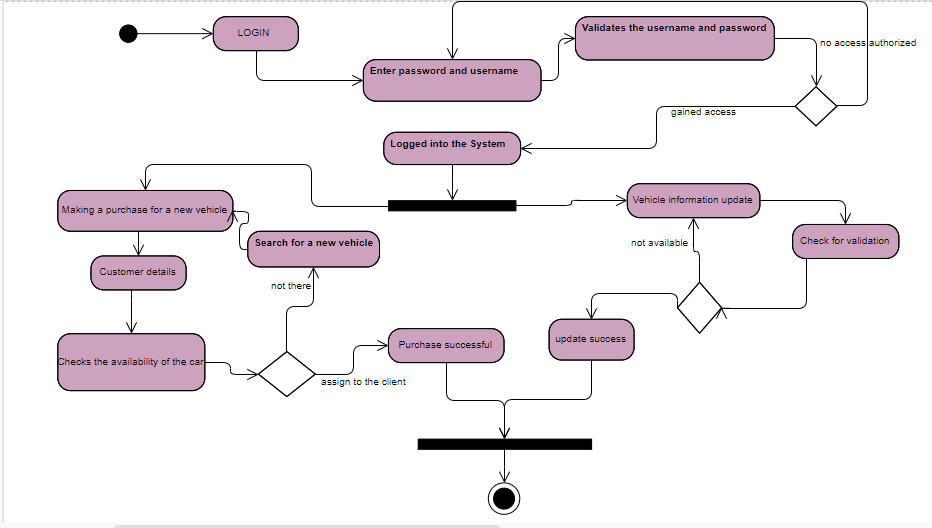 LOGIN
Validates the username and password
no access authorized
Enter password and username
gained access
Logged into the System
Making a purchase for a new vehicle
Vehicle information update
Search for a new vehicle
not available
Check for validation
Customer details
not there
Checks the availability of the car
Purchase successful
update success
assign to the client